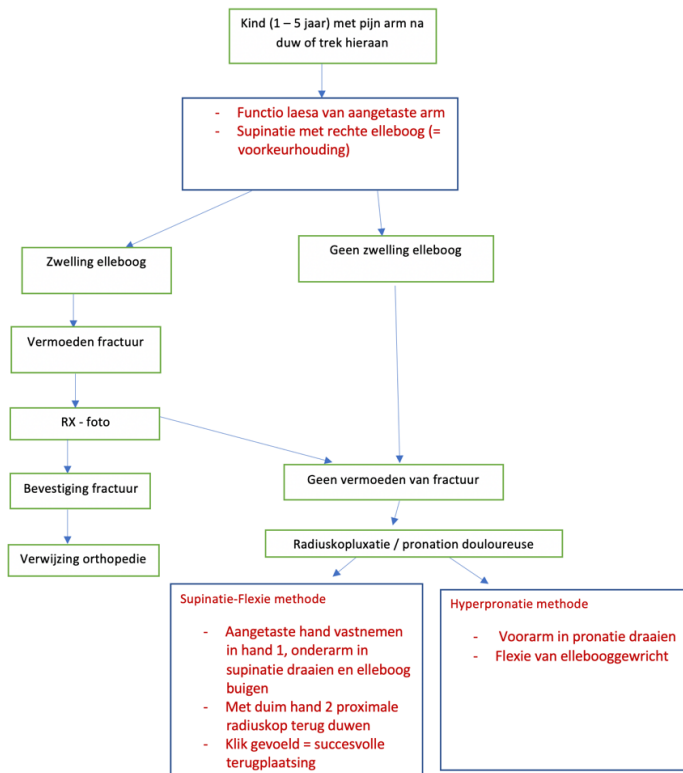 Kind (1 – 5 jaar) met pijn arm na
duw of trek hieraan
- Functio laesa van aangetaste arm
- Supinatie met rechte elleboog (=
voorkeurhouding)
Zwelling elleboog
Geen zwelling elleboog
Vermoeden fractuur
RX - foto
Bevestiging fractuur
Geen vermoeden van fractuur
Verwijzing orthopedie
Radiuskopluxatie / pronation douloureuse
Supinatie-Flexie methode
- Aangetaste hand vastnemen
in hand 1, onderarm in
supinatie draaien en elleboog
buigen
- Met duim hand 2 proximale
radiuskop terug duwen
- Klik gevoeld = succesvolle
terugplaatsing
Hyperpronatie methode
- Voorarm in pronatie draaien
- Flexie van ellebooggewricht